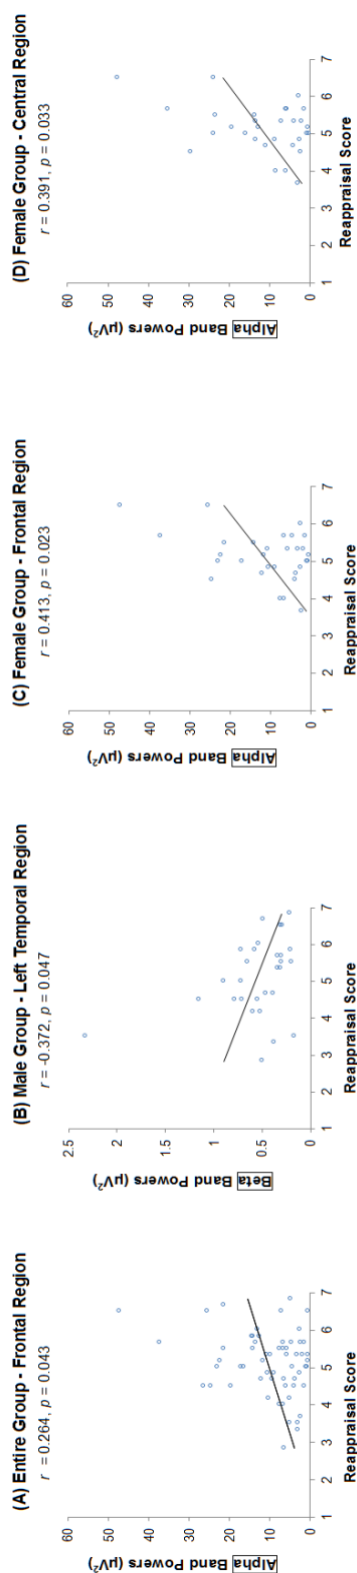 (A) Entire Group - Frontal Region
r = 0.264, p = 0.043
60
50
40
30
20
10
0
Alpha Band Powers (µV²)
1 2 3 4 5 6 7
Reappraisal Score
(B) Male Group - Left Temporal Region
r = -0.372, p = 0.047
2.5
2
1.5
1
0.5
0
Beta Band Powers (µV²)
1 2 3 4 5 6 7
Reappraisal Score
(C) Female Group - Frontal Region
r = 0.413, p = 0.023
60
50
40
30
20
10
0
Alpha Band Powers (µV²)
1 2 3 4 5 6 7
Reappraisal Score
(D) Female Group - Central Region
r = 0.391, p = 0.033
60
50
40
30
20
10
0
Alpha Band Powers (µV²)
1 2 3 4 5 6 7
Reappraisal Score